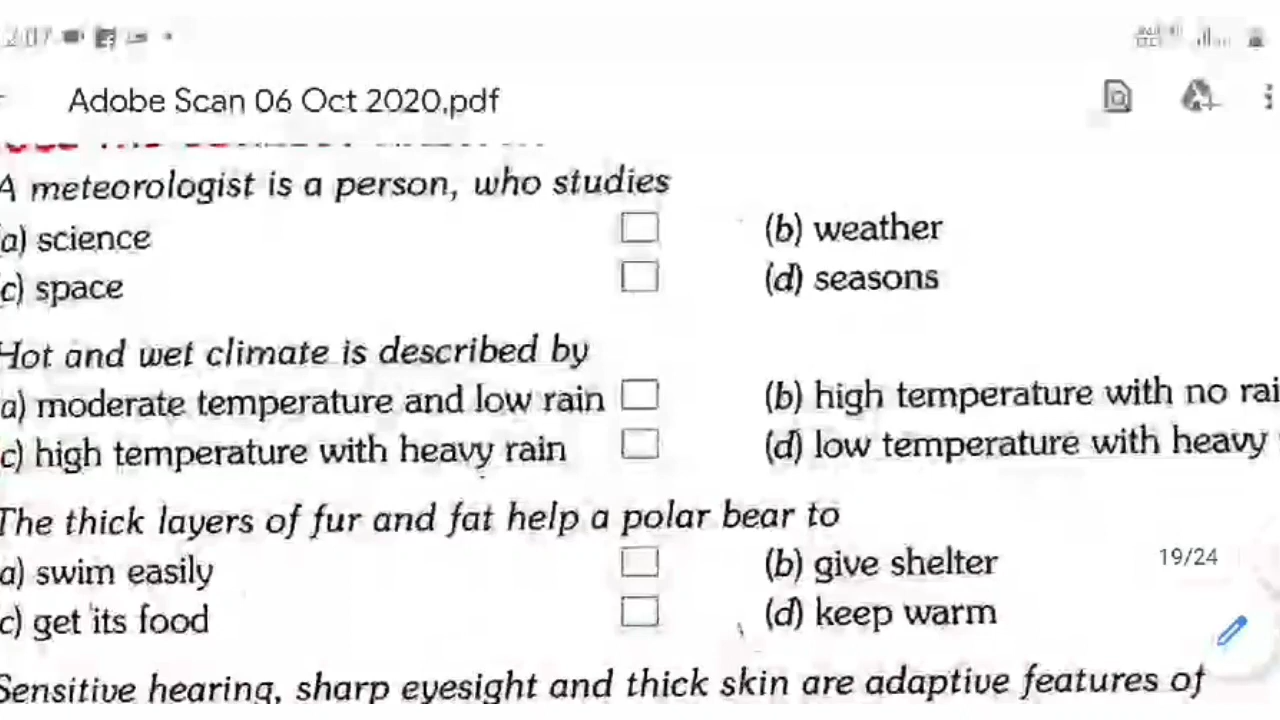 2:07
Adobe Scan 06 Oct 2020.pdf
A meteorologist is a person, who studies
a) science (b) weather
c) space (d) seasons
Hot and wet climate is described by
a) moderate temperature and low rain (b) high temperature with no rai
c) high temperature with heavy rain (d) low temperature with heavy
The thick layers of fur and fat help a polar bear to
a) swim easily (b) give shelter
19/24
c) get its food (d) keep warm
Sensitive hearing, sharp eyesight and thick skin are adaptive features of